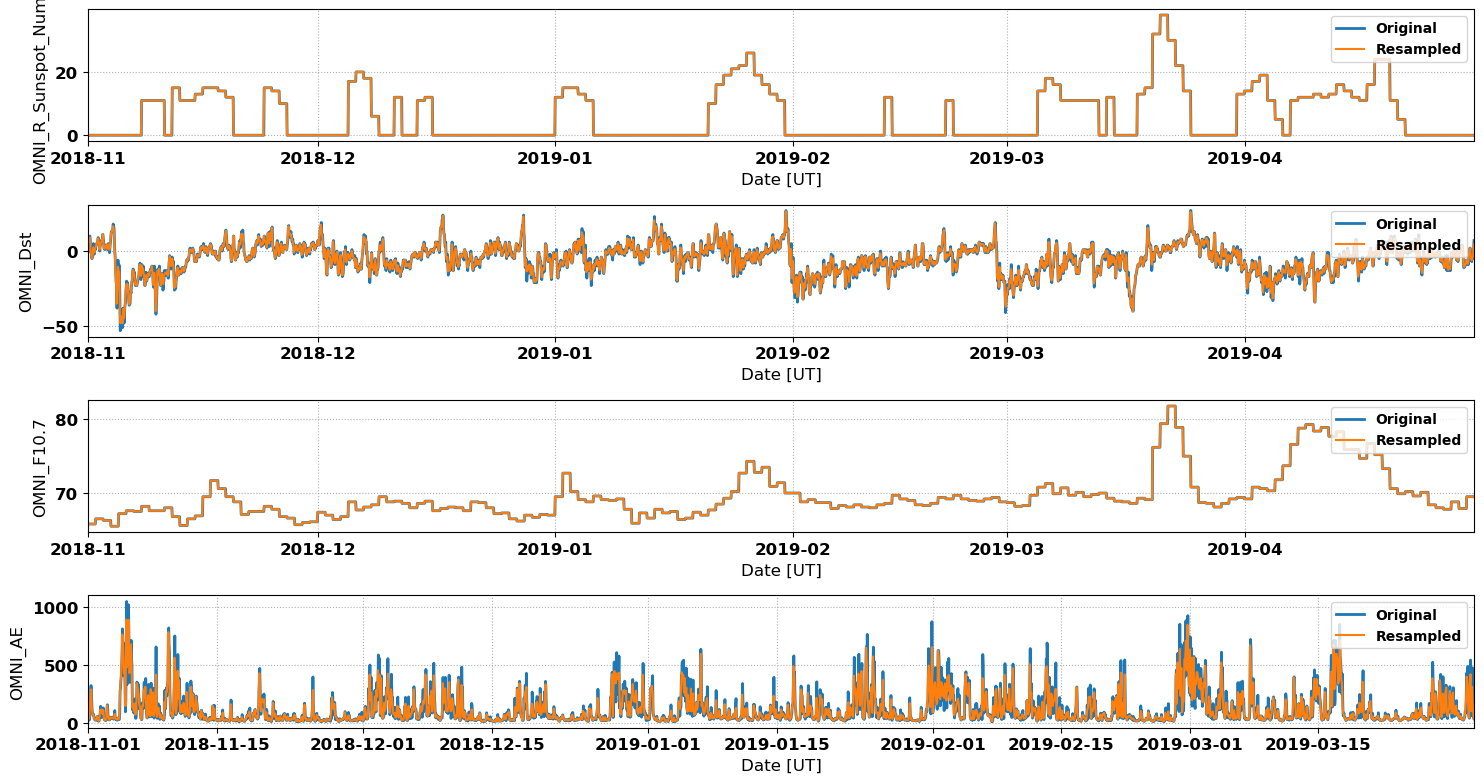 OMNI_R_Sunspot_Num
20
0
Original
Resampled
2018-11 2018-12 2019-01 2019-02 2019-03 2019-04
Date [UT]
OMNI_Dst
0
−50
Original
Resampled
2018-11 2018-12 2019-01 2019-02 2019-03 2019-04
Date [UT]
OMNI_F10.7
80
70
Original
Resampled
2018-11 2018-12 2019-01 2019-02 2019-03 2019-04
Date [UT]
OMNI_AE
1000
500
0
Original
Resampled
2018-11-01 2018-11-15 2018-12-01 2018-12-15 2019-01-01 2019-01-15 2019-02-01 2019-02-15 2019-03-01 2019-03-15
Date [UT]